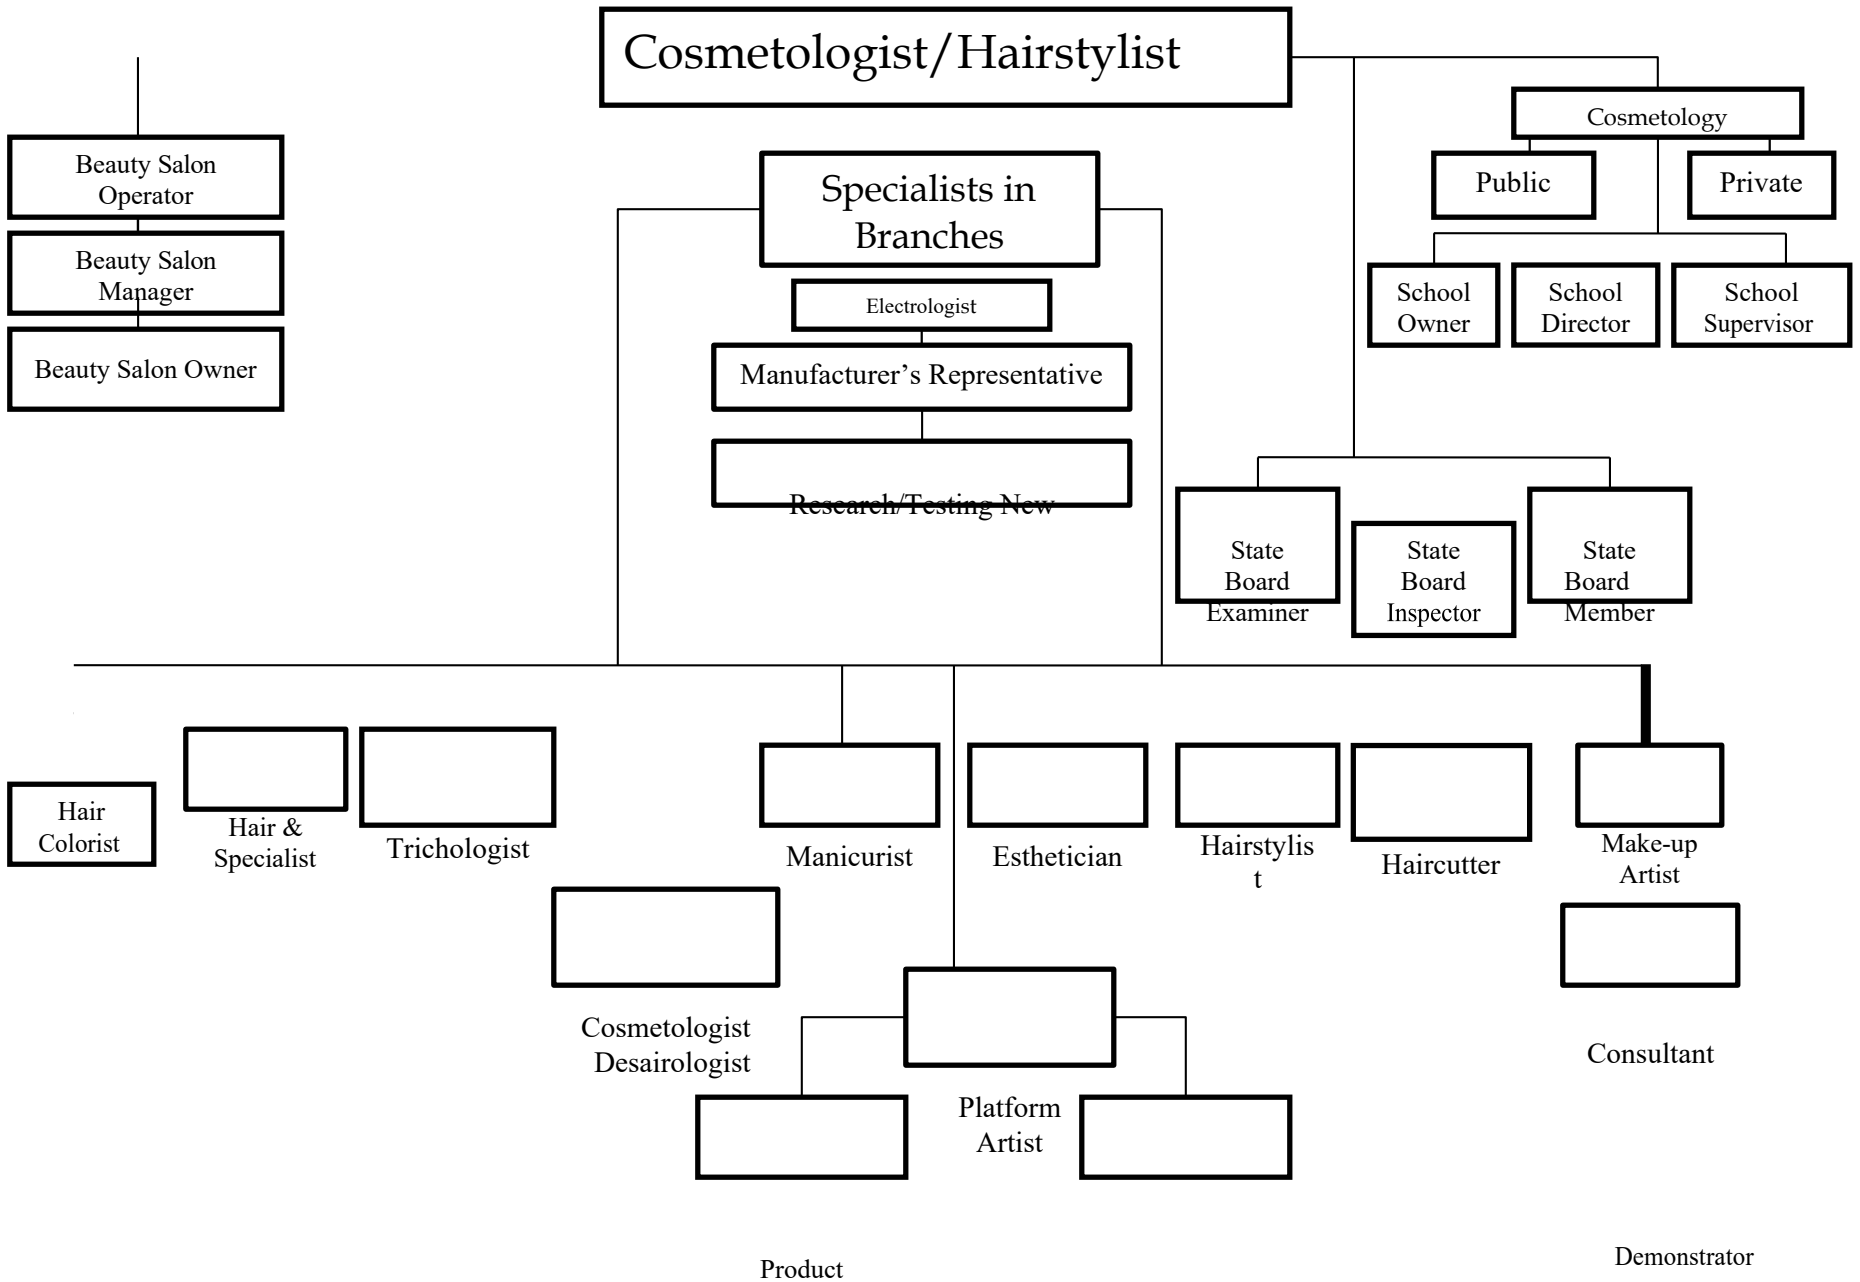 Cosmetologist/Hairstylist
Cosmetology
Public
Private
Beauty Salon
Operator
Specialists in
Branches
Beauty Salon
Manager
School
Owner
School
Director
School
Supervisor
Electrologist
Beauty Salon Owner
Manufacturer’s Representative
Research/Testing New
State
Board
Examiner
State
Board
Inspector
State
Board
Member
Hair
Colorist
Hair &
Specialist
Trichologist
Manicurist
Esthetician
Hairstylis
t
Haircutter
Make-up
Artist
Cosmetologist
Desairologist
Consultant
Platform
Artist
Product
Demonstrator